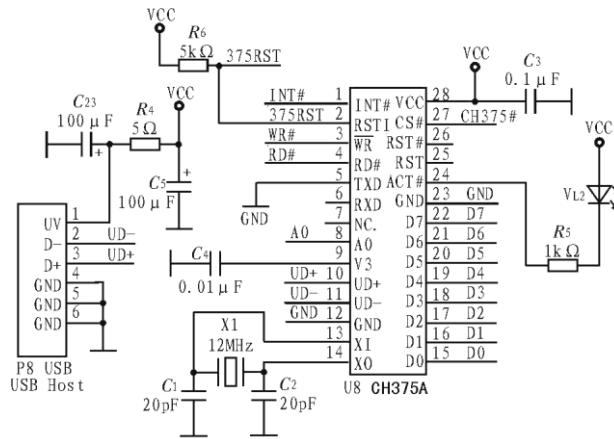 VCC
R6
5kΩ
375RST
VCC
C23
100μF
R4
5Ω
C5
100μF
UV 1
D- 2 UD-
D+ 3 UD+
GND 4
GND 5
GND 6
P8 USB
USB Host
GND
C4
0.01μF
X1
12MHz
C1
20pF
C2
20pF
INT# 1 INT#
375RST 2 RSTI
WR# 3 WR
RD# 4 RD#
5 TXD
6 RXD
7 NC.
A0 8 A0
9 V3
UD+ 10 UD+
UD- 11 UD-
GND 12 GND
13 XI
14 XO
VCC 28
CS# 27 CH375#
RST# 26
RST 25
ACT# 24
GND 23 GND
D7 22 D7
D6 21 D6
D5 20 D5
D4 19 D4
D3 18 D3
D2 17 D2
D1 16 D1
D0 15 D0
U8 CH375A
VCC
C3
0.1μF
VCC
VL2
R5
1kΩ